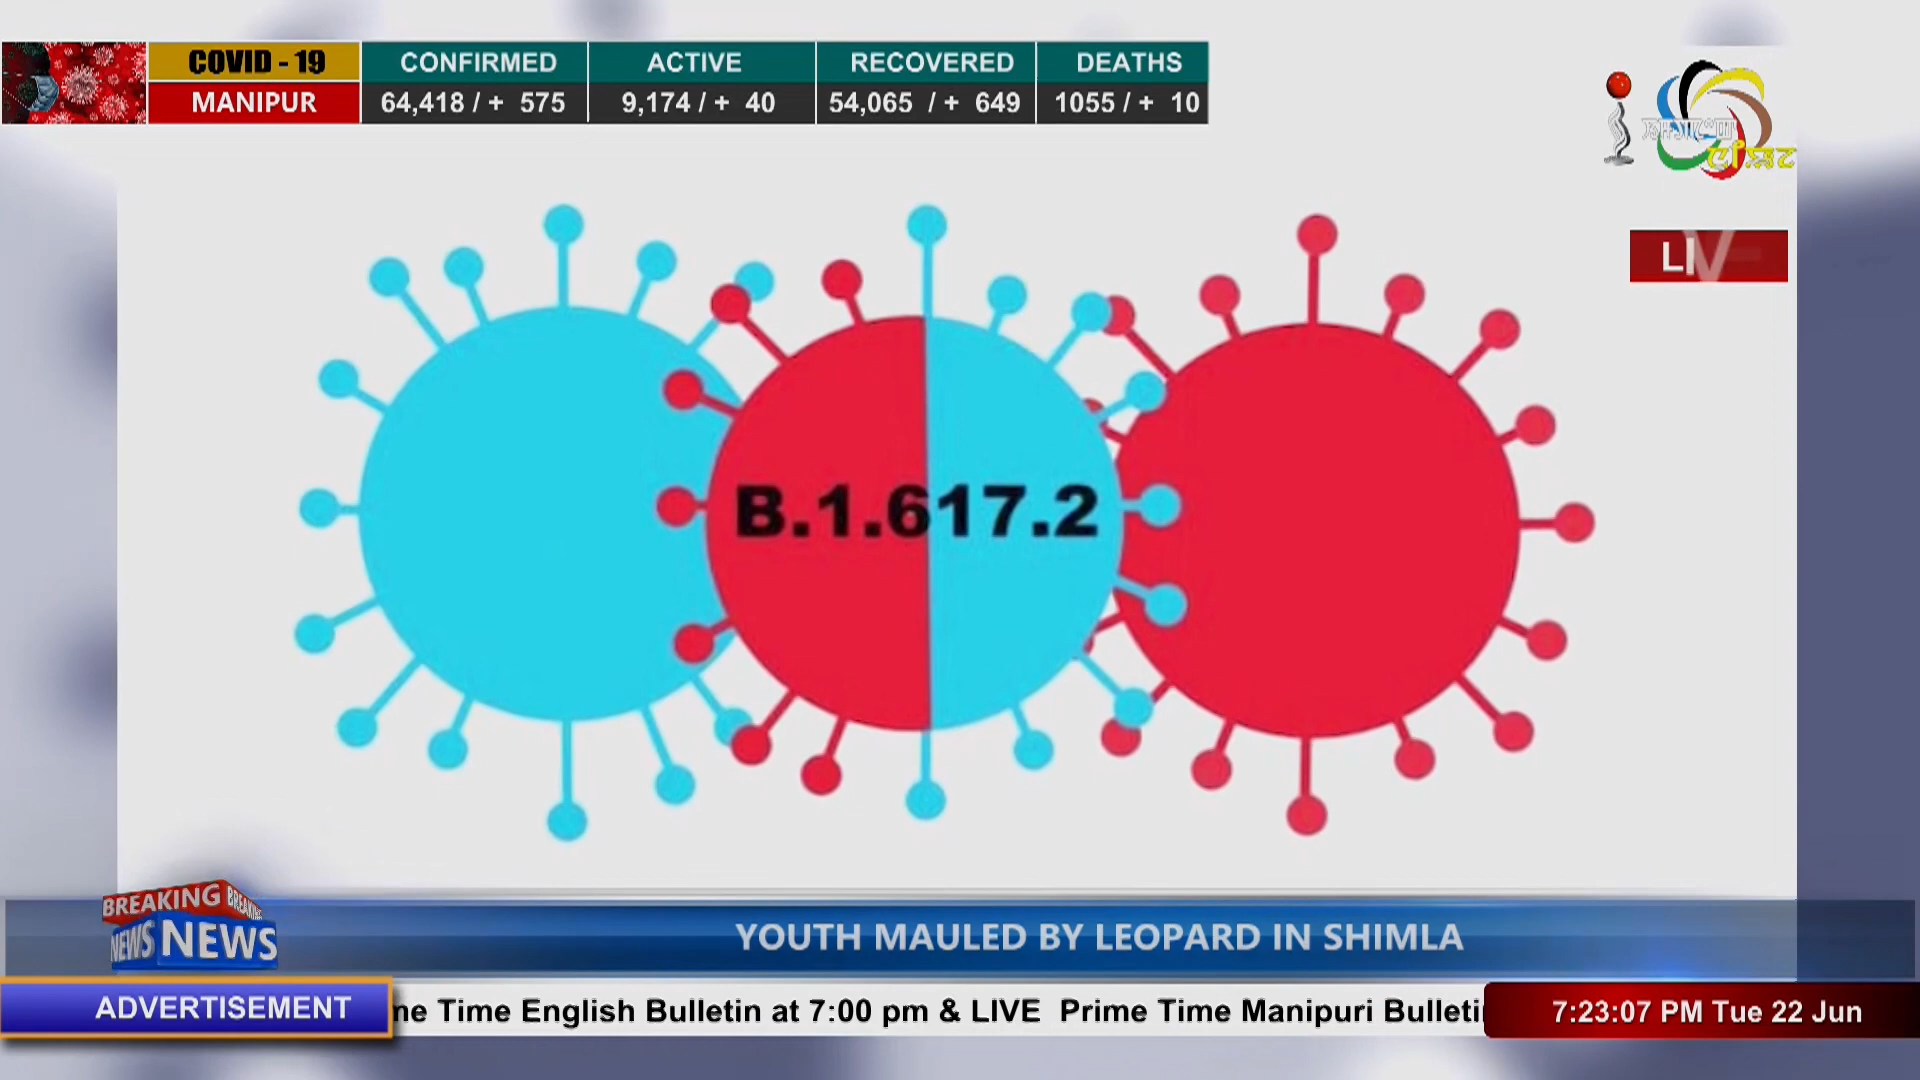 COVID - 19
MANIPUR
CONFIRMED
64,418 / + 575
ACTIVE
9,174 / + 40
RECOVERED
54,065 / + 649
DEATHS
1055 / + 10
B.1.617.2
BREAKING
NEWS NEWS
YOUTH MAULED BY LEOPARD IN SHIMLA
ADVERTISEMENT
me Time English Bulletin at 7:00 pm & LIVE Prime Time Manipuri Bulleti
7:23:07 PM Tue 22 Jun